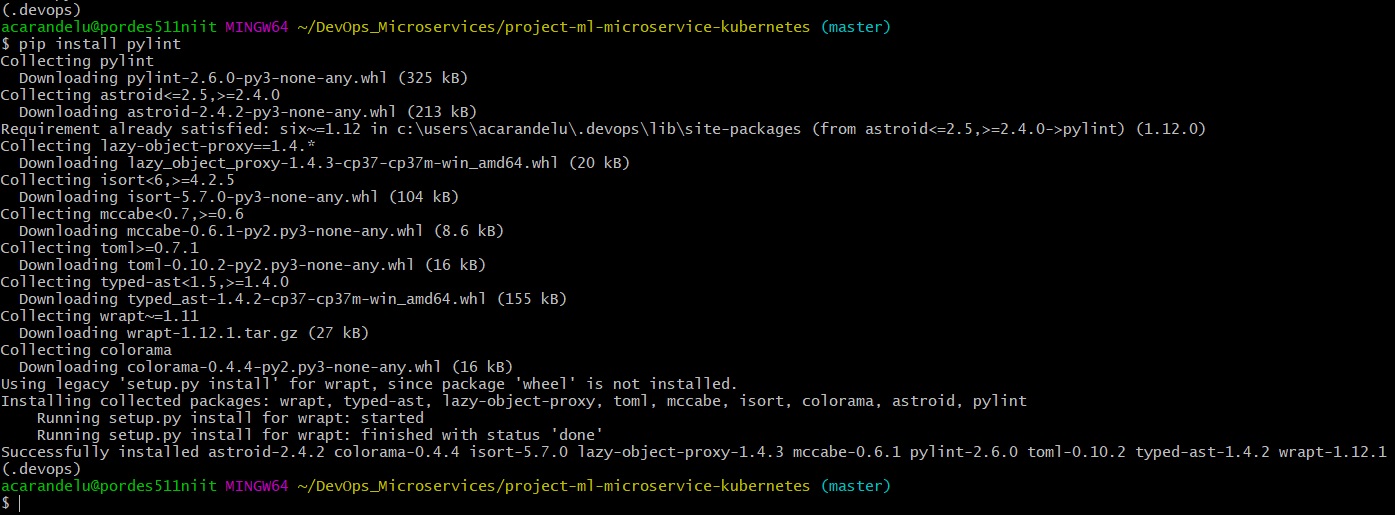 (.devops)
acarandelu@pordes511niit MINGW64 ~/DevOps_Microservices/project-ml-microservice-kubernetes (master)
$ pip install pylint
Collecting pylint
  Downloading pylint-2.6.0-py3-none-any.whl (325 kB)
Collecting astroid<=2.5,>=2.4.0
  Downloading astroid-2.4.2-py3-none-any.whl (213 kB)
Requirement already satisfied: six~=1.12 in c:\users\acarandelu\.devops\lib\site-packages (from astroid<=2.5,>=2.4.0->pylint) (1.12.0)
Collecting lazy-object-proxy==1.4.*
  Downloading lazy_object_proxy-1.4.3-cp37-cp37m-win_amd64.whl (20 kB)
Collecting isort<6,>=4.2.5
  Downloading isort-5.7.0-py3-none-any.whl (104 kB)
Collecting mccabe<0.7,>=0.6
  Downloading mccabe-0.6.1-py2.py3-none-any.whl (8.6 kB)
Collecting toml>=0.7.1
  Downloading toml-0.10.2-py2.py3-none-any.whl (16 kB)
Collecting typed-ast<1.5,>=1.4.0
  Downloading typed_ast-1.4.2-cp37-cp37m-win_amd64.whl (155 kB)
Collecting wrapt~=1.11
  Downloading wrapt-1.12.1.tar.gz (27 kB)
Collecting colorama
  Downloading colorama-0.4.4-py2.py3-none-any.whl (16 kB)
Using legacy 'setup.py install' for wrapt, since package 'wheel' is not installed.
Installing collected packages: wrapt, typed-ast, lazy-object-proxy, toml, mccabe, isort, colorama, astroid, pylint
    Running setup.py install for wrapt: started
    Running setup.py install for wrapt: finished with status 'done'
Successfully installed astroid-2.4.2 colorama-0.4.4 isort-5.7.0 lazy-object-proxy-1.4.3 mccabe-0.6.1 pylint-2.6.0 toml-0.10.2 typed-ast-1.4.2 wrapt-1.12.1
(.devops)
acarandelu@pordes511niit MINGW64 ~/DevOps_Microservices/project-ml-microservice-kubernetes (master)
$